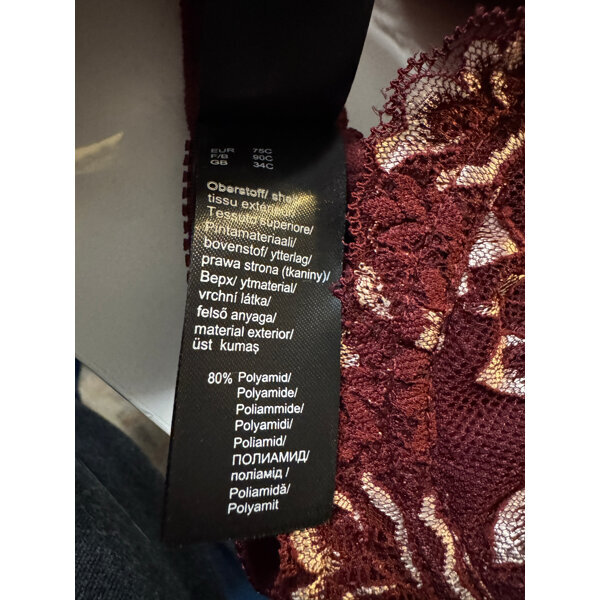 EUR 75C
F/B 90C
GB 34C
Oberstoff/ shell/
tissu extérieur/
Tessuto superiore/
Pintamateriaali/
bovenstof/ ytterlag/
prawa strona (tkaniny)/
Верх/ ytmaterial/
vrchní látka/
felső anyaga/
material exterior/
üst kumaş
80% Polyamid/
Polyamide/
Poliammide/
Polyamidi/
Poliamid/
ПОЛИАМИД/
поліамід /
Poliamidă/
Polyamit